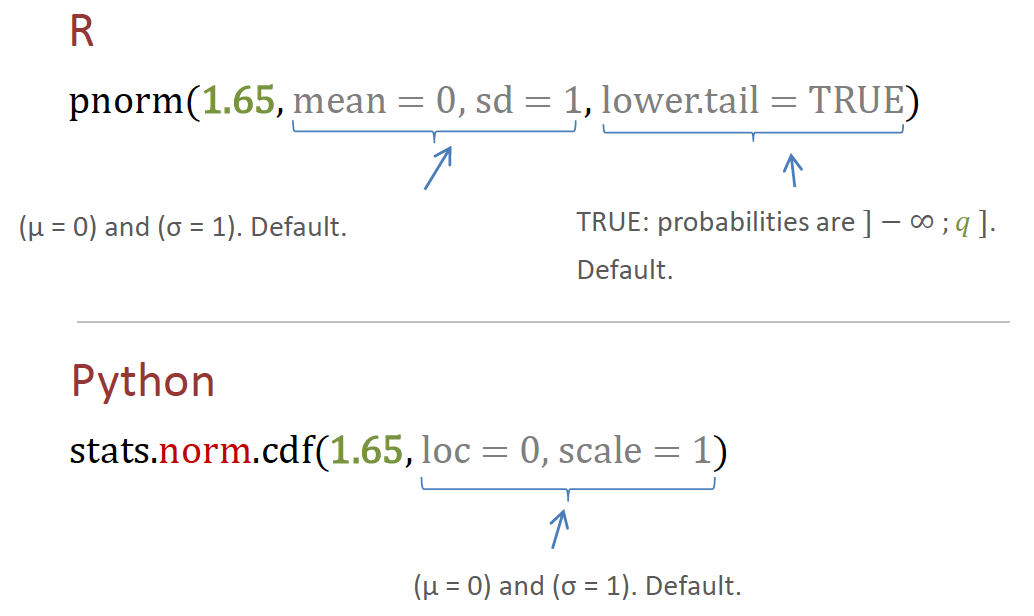 R
pnorm(1.65, mean = 0, sd = 1, lower.tail = TRUE)
(μ = 0) and (σ = 1). Default.
TRUE: probabilities are ] − ∞ ; q ].
Default.
Python
stats.norm.cdf(1.65, loc = 0, scale = 1)
(μ = 0) and (σ = 1). Default.